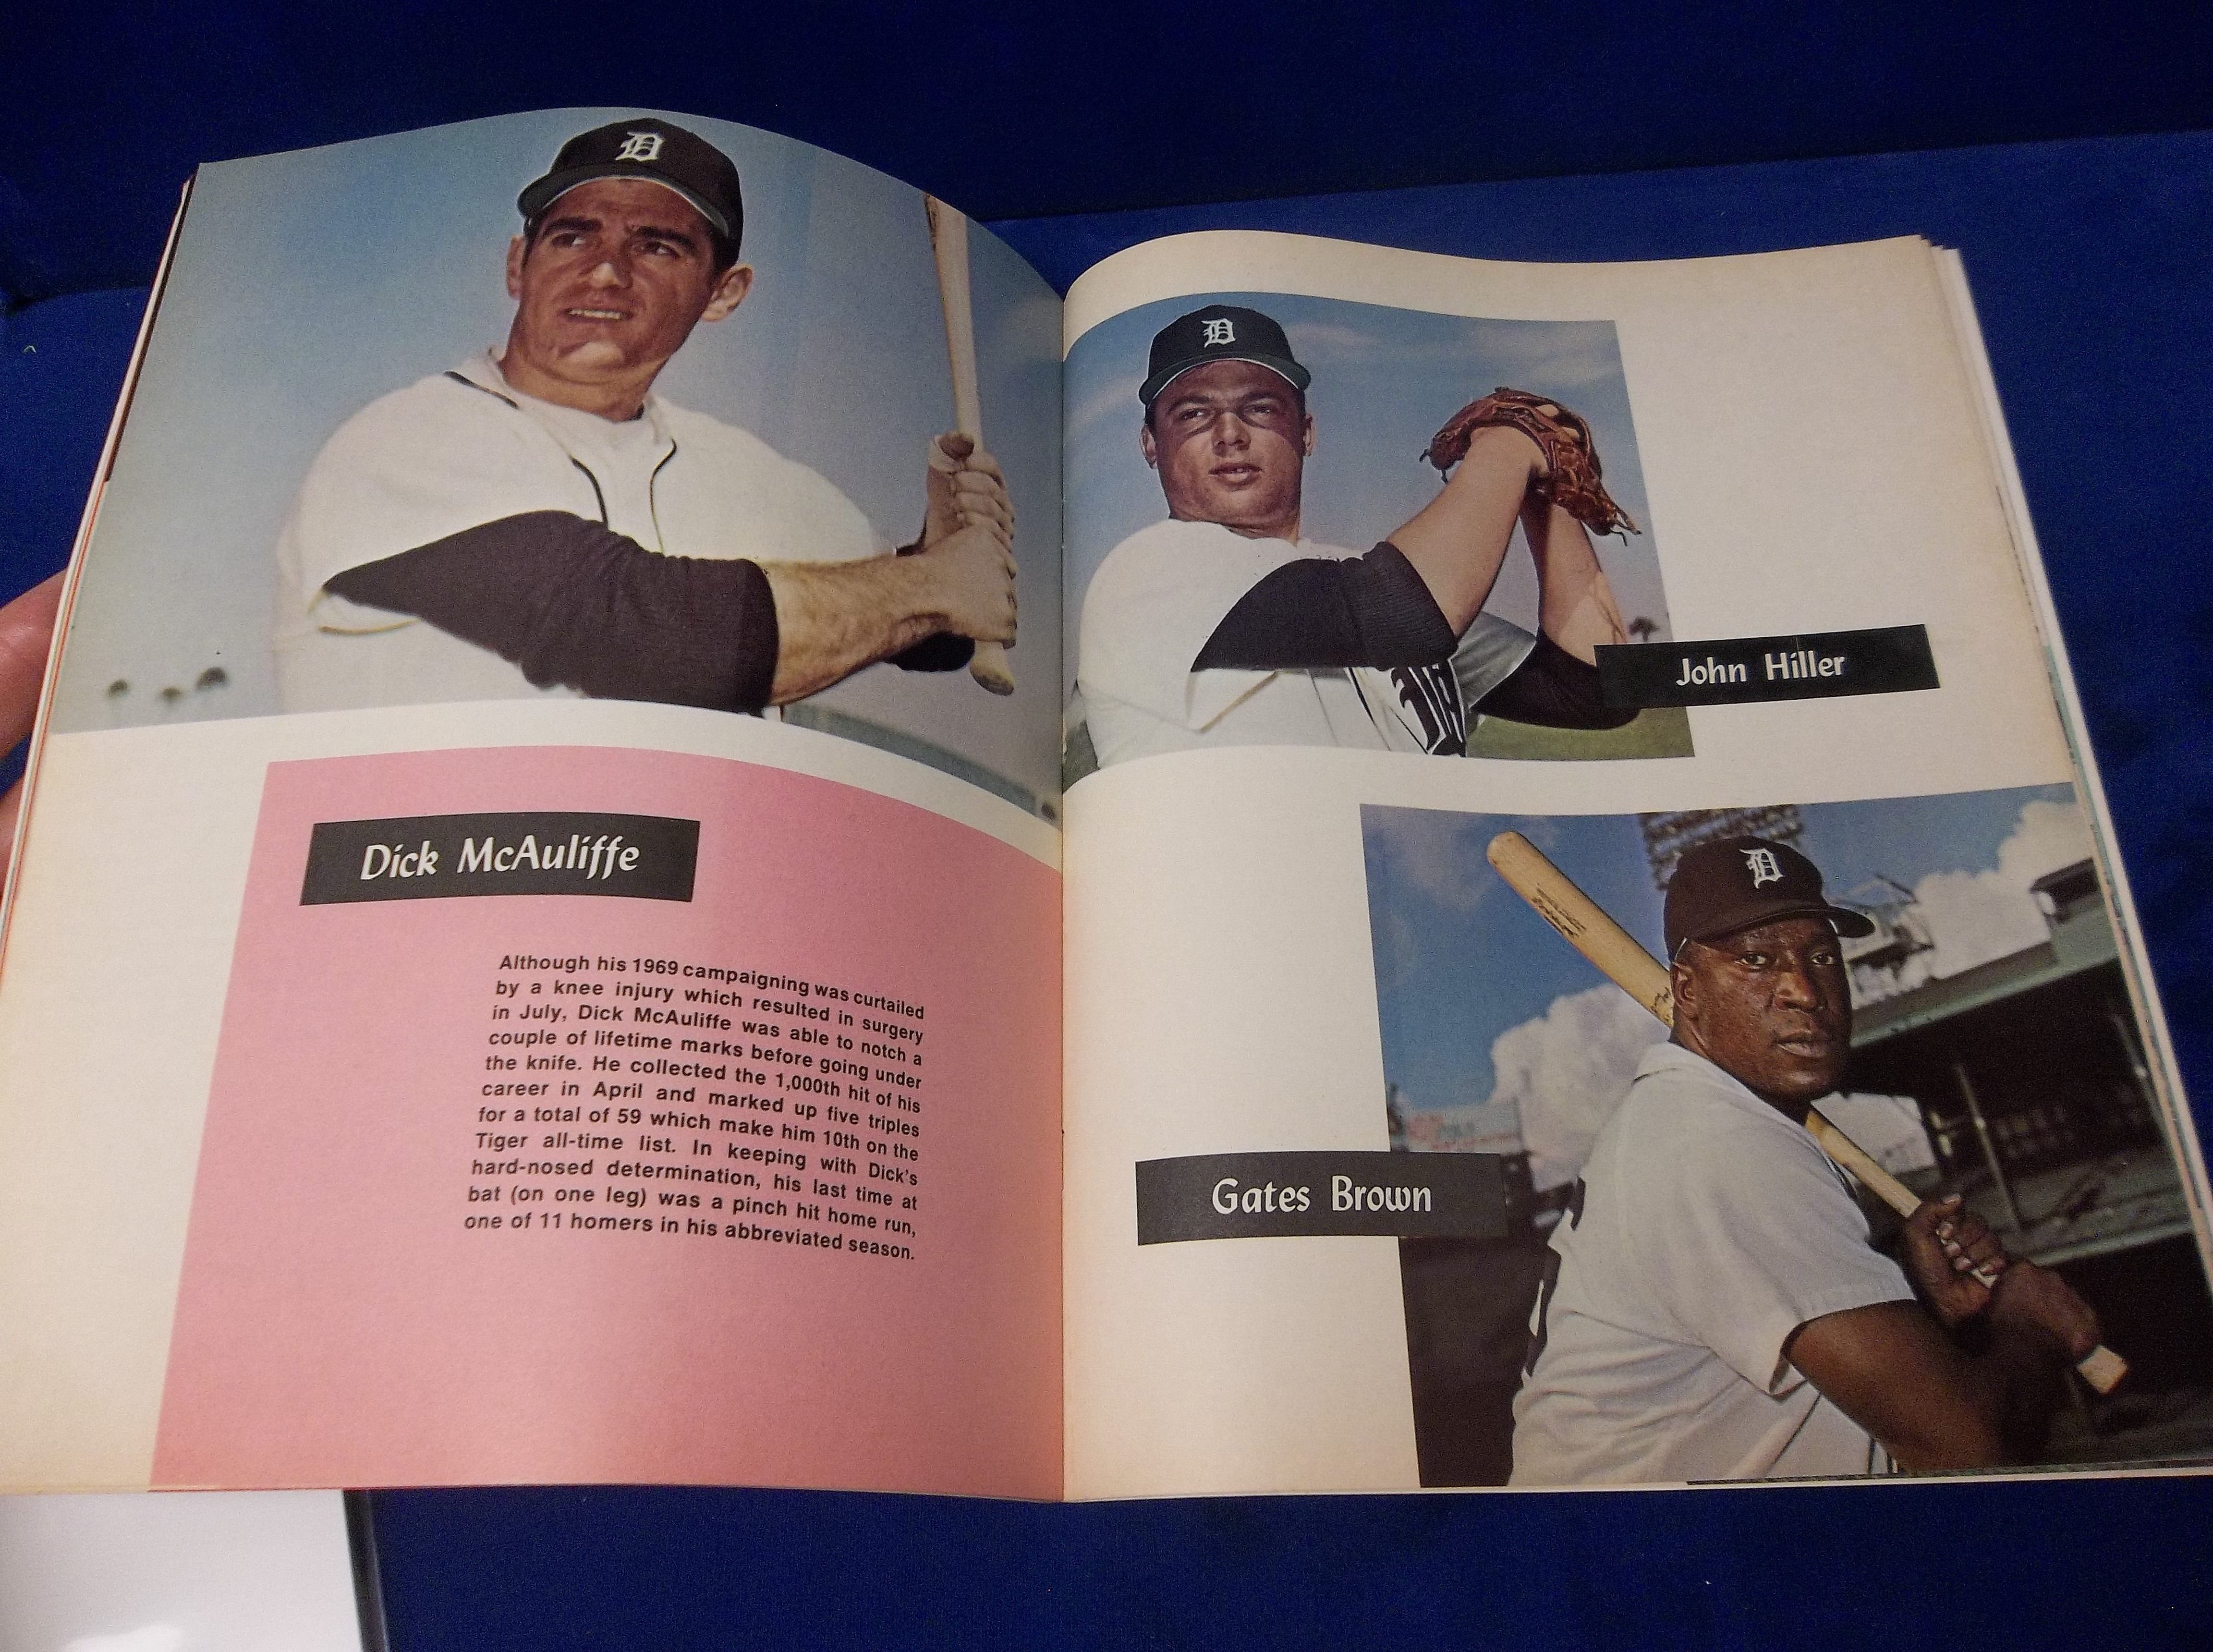 Dick McAuliffe
Although his 1969 campaigning was curtailed
by a knee injury which resulted in surgery
in July, Dick McAuliffe was able to notch a
couple of lifetime marks before going under
the knife. He collected the 1,000th hit of his
career in April and marked up five triples
for a total of 59 which make him 10th on the
Tiger all-time list. In keeping with Dick's
hard-nosed determination, his last time at
bat (on one leg) was a pinch hit home run,
one of 11 homers in his abbreviated season.
D
D
John Hiller
D
Gates Brown